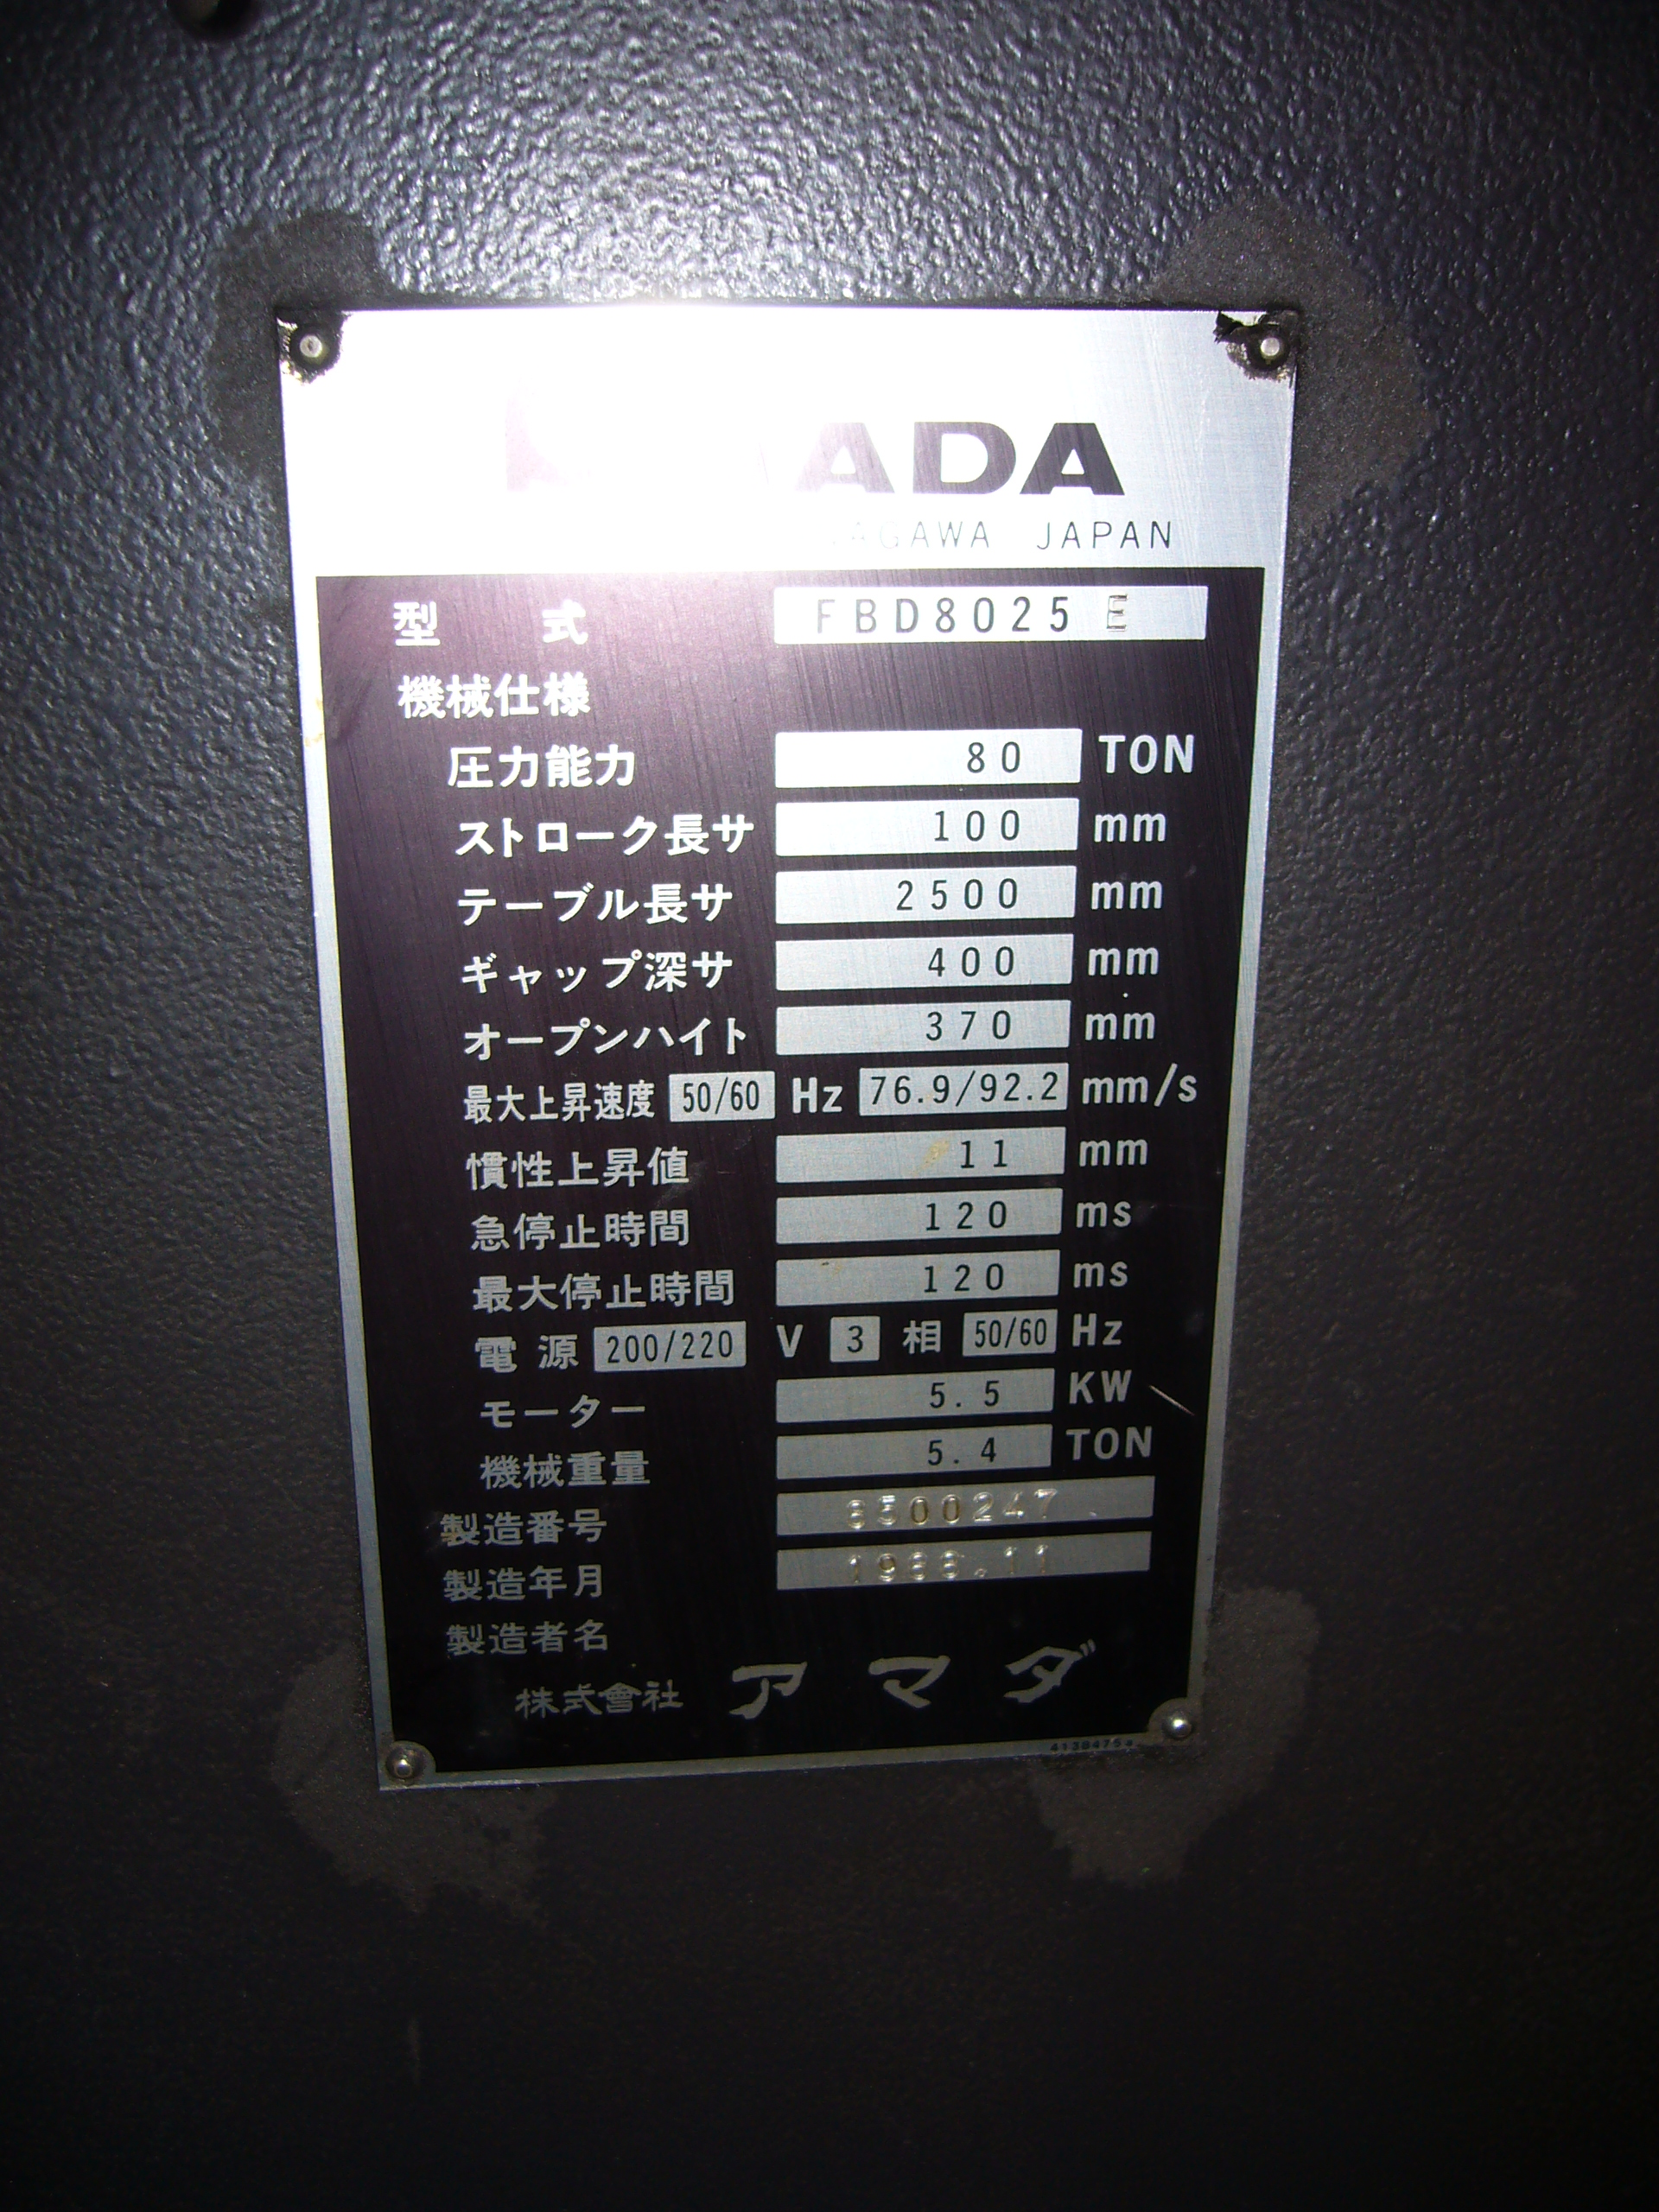 ADA
AGAWA JAPAN
型 式 FBD8025 E
機械仕様
圧力能力 80 TON
ストローク長サ 100 mm
テーブル長サ 2500 mm
ギャップ深サ 400 mm
オープンハイト 370 mm
最大上昇速度 50/60 Hz 76.9/92.2 mm/s
慣性上昇値 11 mm
急停止時間 120 ms
最大停止時間 120 ms
電源 200/220 V 3 相 50/60 Hz
モーター 5.5 KW
機械重量 5.4 TON
製造番号
製造年月
製造者名
株式會社 アマダ